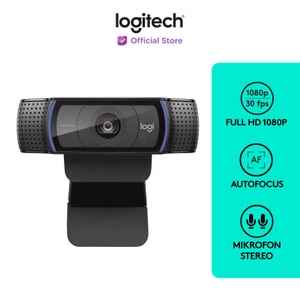 logitech
Official Store
logi
1080p
30 fps
FULL HD 1080P
AF
AUTOFOCUS
MIKROFON
STEREO